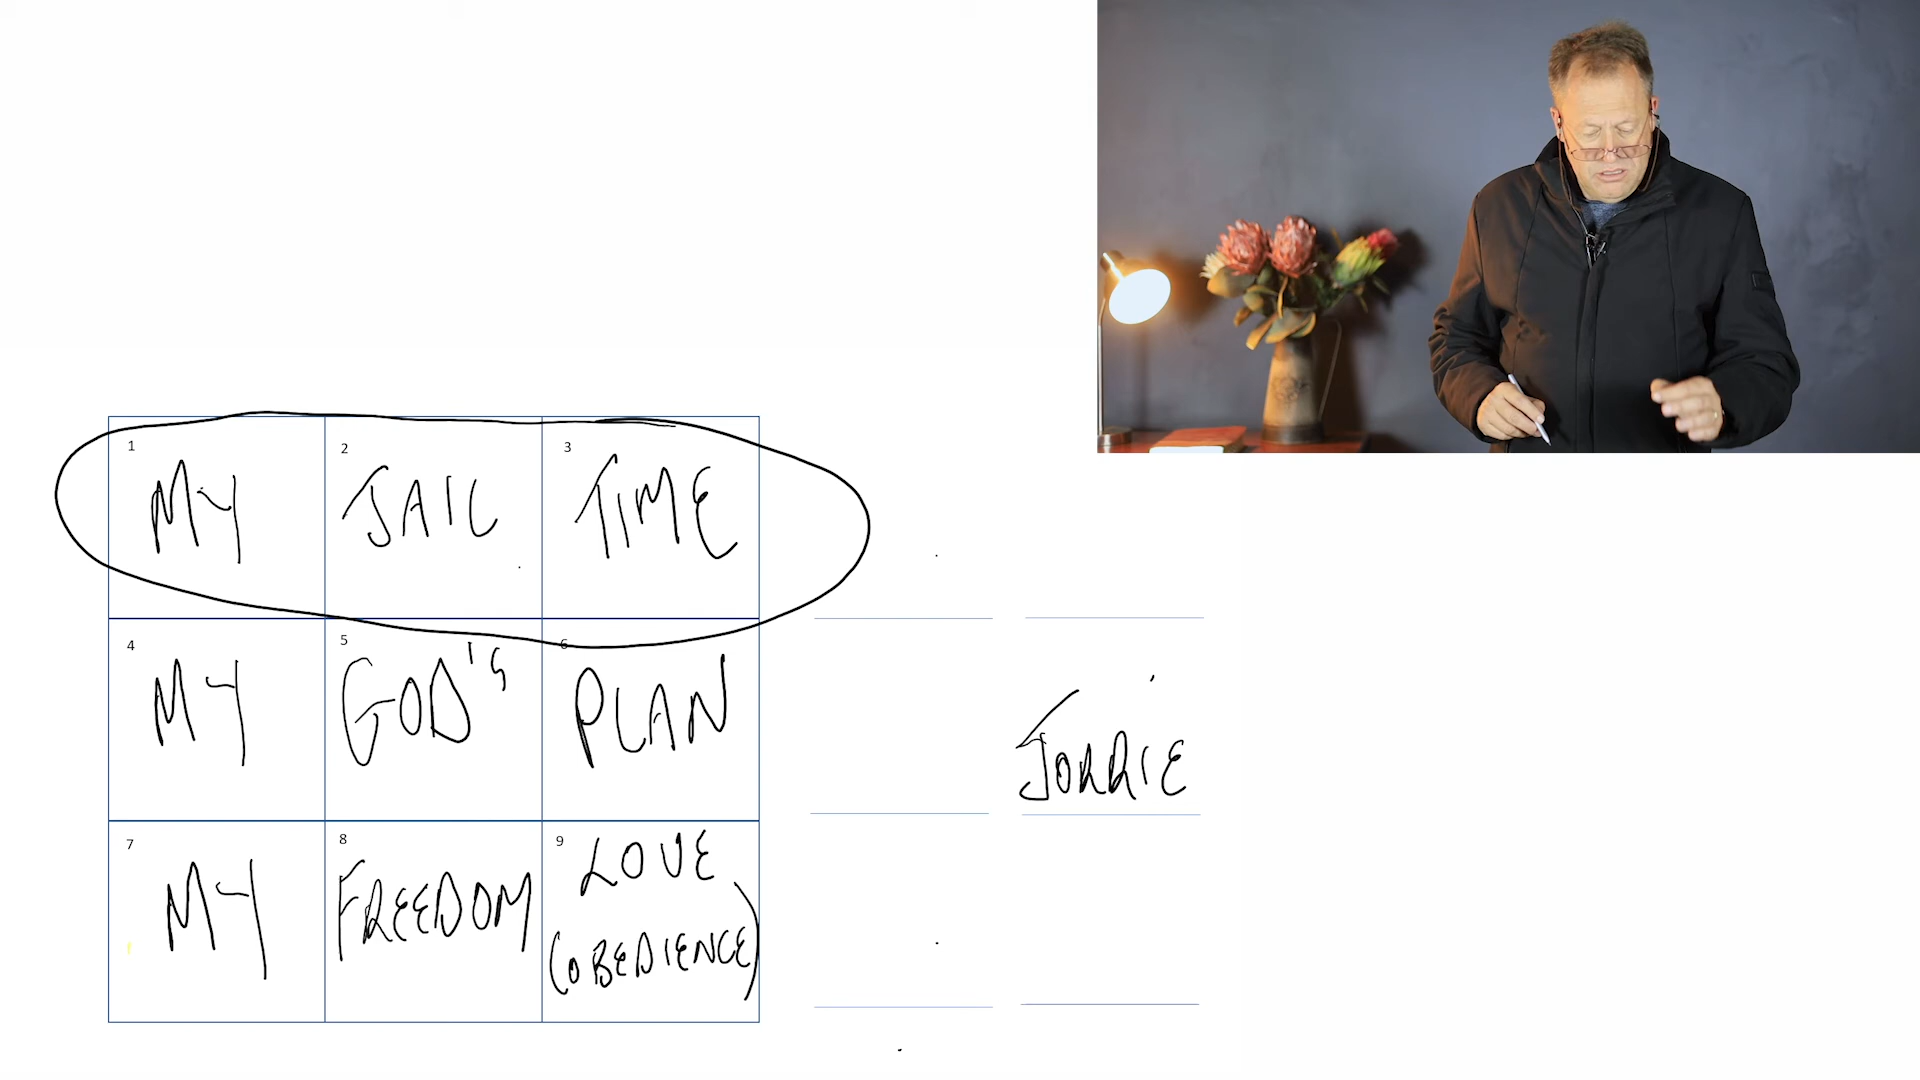 1 2 3
MY JAIL TIME
4 5 6
MY GOD'S PLAN
JORRIE
7 8 9
MY FREEDOM LOVE
(OBEDIENCE)